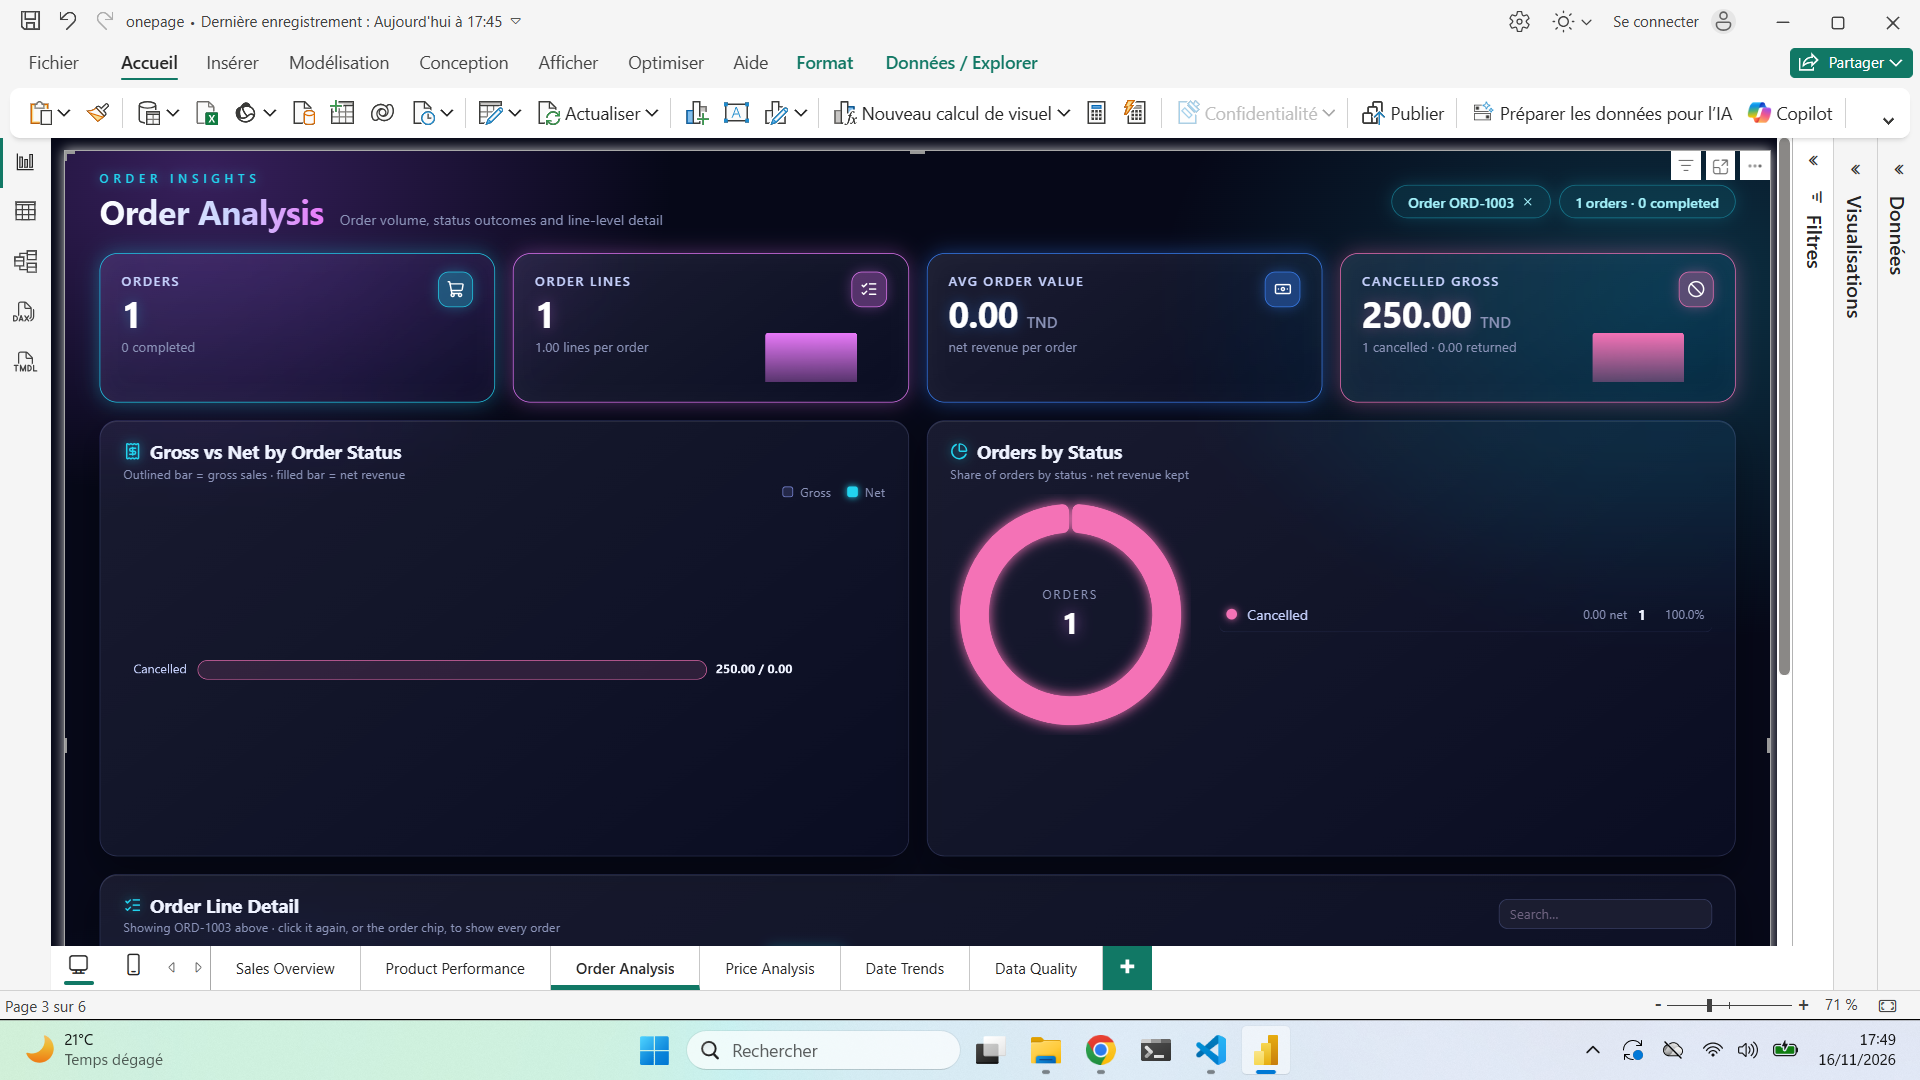 onepage • Dernière enregistrement : Aujourd'hui à 17:45
Se connecter
Fichier
Accueil
Insérer
Modélisation
Conception
Afficher
Optimiser
Aide
Format
Données / Explorer
Partager
Actualiser
Nouveau calcul de visuel
Confidentialité
Publier
Préparer les données pour l'IA
Copilot
DAX
TMDL
ORDER INSIGHTS
Order Analysis
Order volume, status outcomes and line-level detail
Order ORD-1003 ×
1 orders · 0 completed
ORDERS
1
0 completed
ORDER LINES
1
1.00 lines per order
AVG ORDER VALUE
0.00 TND
net revenue per order
CANCELLED GROSS
250.00 TND
1 cancelled · 0.00 returned
Gross vs Net by Order Status
Outlined bar = gross sales · filled bar = net revenue
Gross
Net
Cancelled
250.00 / 0.00
Orders by Status
Share of orders by status · net revenue kept
ORDERS
1
Cancelled
0.00 net 1 100.0%
Order Line Detail
Showing ORD-1003 above · click it again, or the order chip, to show every order
Search...
Filtres
Visualisations
Données
Sales Overview
Product Performance
Order Analysis
Price Analysis
Date Trends
Data Quality
Page 3 sur 6
- + 71 %
21°C
Temps dégagé
Rechercher
17:49
16/11/2026